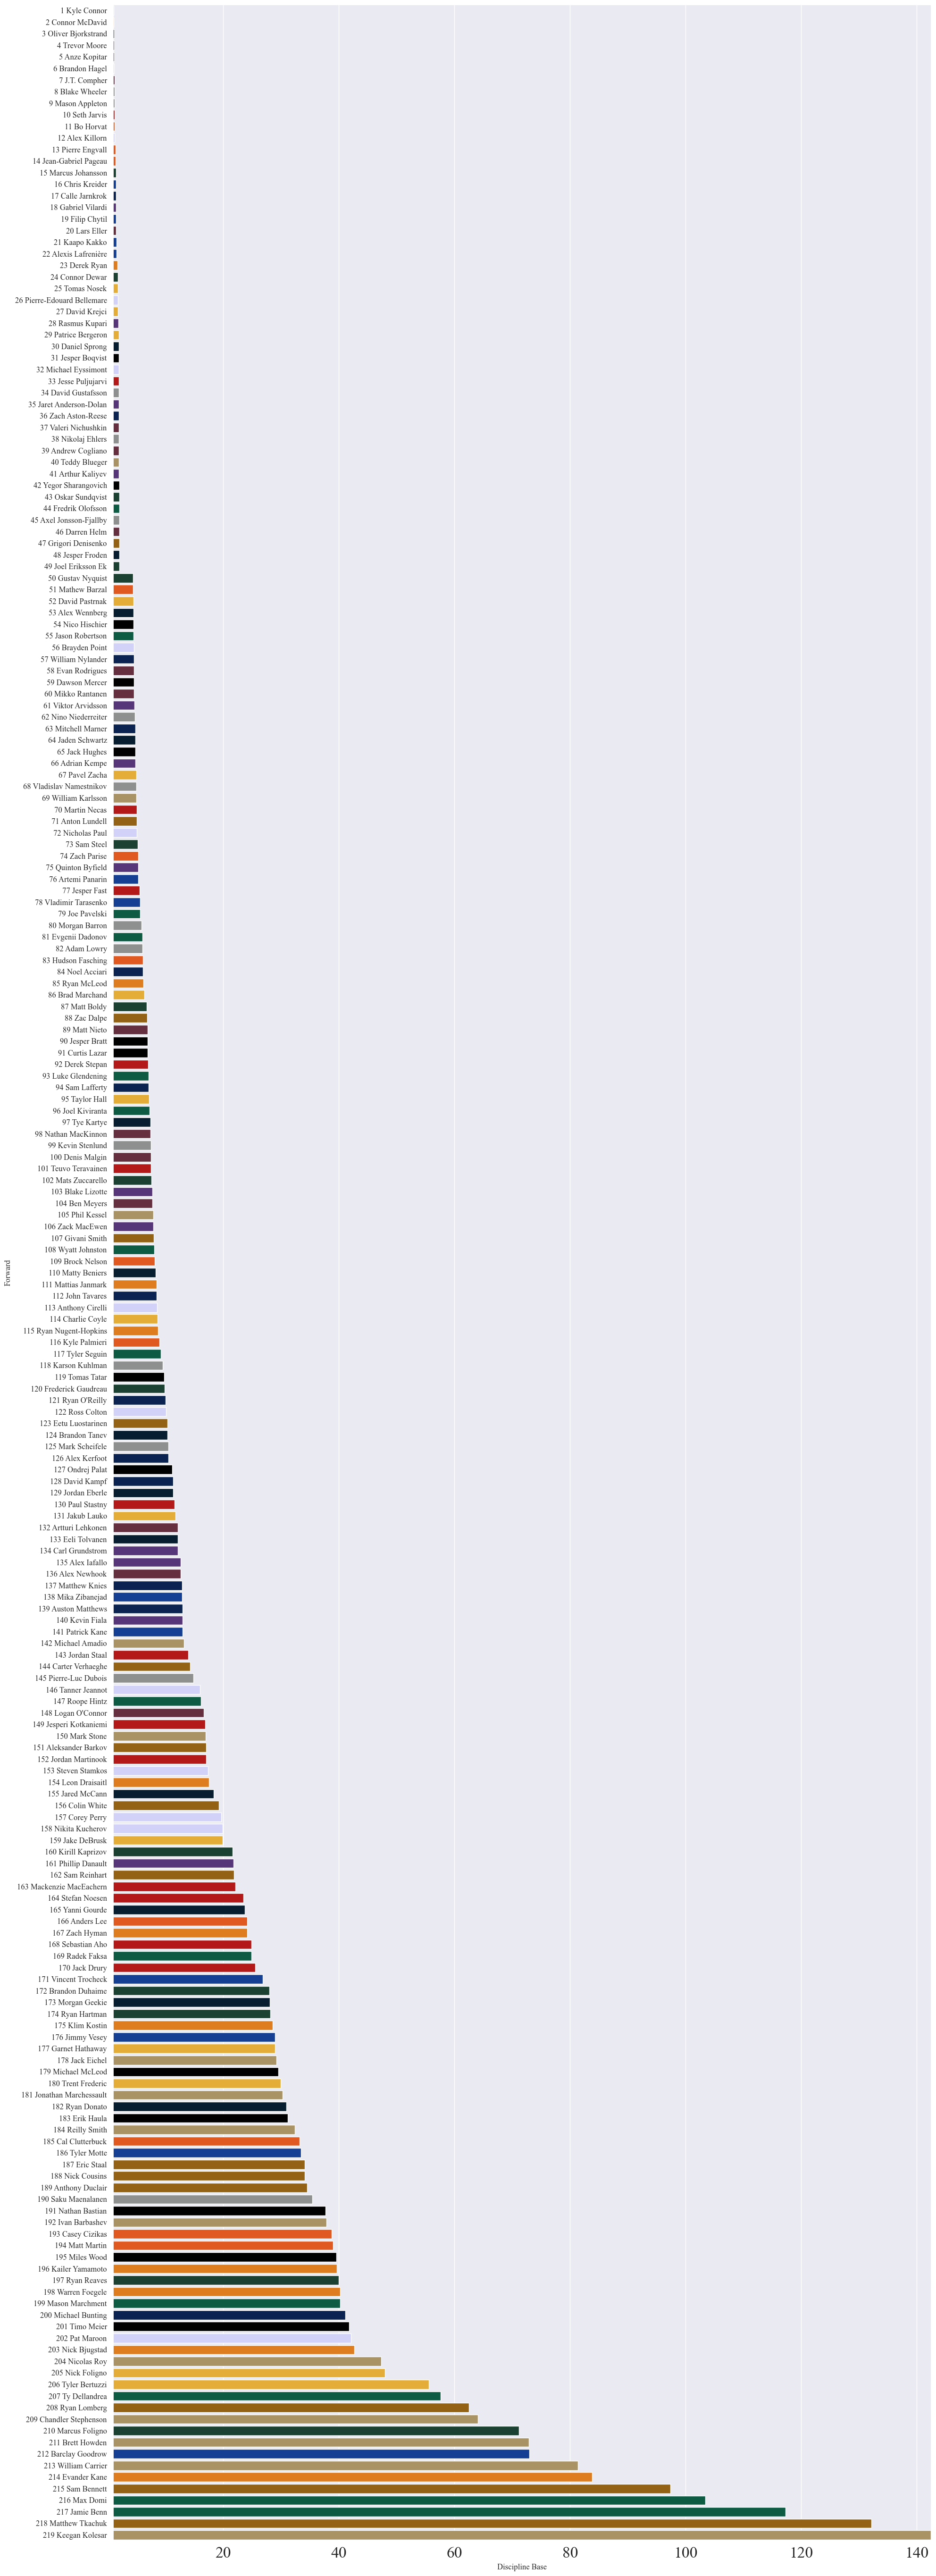 1 Kyle Connor
2 Connor McDavid
3 Oliver Bjorkstrand
4 Trevor Moore
5 Anze Kopitar
6 Brandon Hagel
7 J.T. Compher
8 Blake Wheeler
9 Mason Appleton
10 Seth Jarvis
11 Bo Horvat
12 Alex Killorn
13 Pierre Engvall
14 Jean-Gabriel Pageau
15 Marcus Johansson
16 Chris Kreider
17 Calle Jarnkrok
18 Gabriel Vilardi
19 Filip Chytil
20 Lars Eller
21 Kaapo Kakko
22 Alexis Lafrenière
23 Derek Ryan
24 Connor Dewar
25 Tomas Nosek
26 Pierre-Edouard Bellemare
27 David Krejci
28 Rasmus Kupari
29 Patrice Bergeron
30 Daniel Sprong
31 Jesper Boqvist
32 Michael Eyssimont
33 Jesse Puljujarvi
34 David Gustafsson
35 Jaret Anderson-Dolan
36 Zach Aston-Reese
37 Valeri Nichushkin
38 Nikolaj Ehlers
39 Andrew Cogliano
40 Teddy Blueger
41 Arthur Kaliyev
42 Yegor Sharangovich
43 Oskar Sundqvist
44 Fredrik Olofsson
45 Axel Jonsson-Fjallby
46 Darren Helm
47 Grigori Denisenko
48 Jesper Froden
49 Joel Eriksson Ek
50 Gustav Nyquist
51 Mathew Barzal
52 David Pastrnak
53 Alex Wennberg
54 Nico Hischier
55 Jason Robertson
56 Brayden Point
57 William Nylander
58 Evan Rodrigues
59 Dawson Mercer
60 Mikko Rantanen
61 Viktor Arvidsson
62 Nino Niederreiter
63 Mitchell Marner
64 Jaden Schwartz
65 Jack Hughes
66 Adrian Kempe
67 Pavel Zacha
68 Vladislav Namestnikov
69 William Karlsson
70 Martin Necas
71 Anton Lundell
72 Nicholas Paul
73 Sam Steel
74 Zach Parise
75 Quinton Byfield
76 Artemi Panarin
77 Jesper Fast
78 Vladimir Tarasenko
79 Joe Pavelski
80 Morgan Barron
81 Evgenii Dadonov
82 Adam Lowry
83 Hudson Fasching
84 Noel Acciari
85 Ryan McLeod
86 Brad Marchand
87 Matt Boldy
88 Zac Dalpe
89 Matt Nieto
90 Jesper Bratt
91 Curtis Lazar
92 Derek Stepan
93 Luke Glendening
94 Sam Lafferty
95 Taylor Hall
96 Joel Kiviranta
97 Tye Kartye
98 Nathan MacKinnon
99 Kevin Stenlund
100 Denis Malgin
101 Teuvo Teravainen
102 Mats Zuccarello
103 Blake Lizotte
104 Ben Meyers
105 Phil Kessel
106 Zack MacEwen
107 Givani Smith
108 Wyatt Johnston
109 Brock Nelson
110 Matty Beniers
111 Mattias Janmark
112 John Tavares
113 Anthony Cirelli
114 Charlie Coyle
115 Ryan Nugent-Hopkins
116 Kyle Palmieri
117 Tyler Seguin
118 Karson Kuhlman
119 Tomas Tatar
120 Frederick Gaudreau
121 Ryan O'Reilly
122 Ross Colton
123 Eetu Luostarinen
124 Brandon Tanev
125 Mark Scheifele
126 Alex Kerfoot
127 Ondrej Palat
128 David Kampf
129 Jordan Eberle
130 Paul Stastny
131 Jakub Lauko
132 Artturi Lehkonen
133 Eeli Tolvanen
134 Carl Grundstrom
135 Alex Iafallo
136 Alex Newhook
137 Matthew Knies
138 Mika Zibanejad
139 Auston Matthews
140 Kevin Fiala
141 Patrick Kane
142 Michael Amadio
143 Jordan Staal
144 Carter Verhaeghe
145 Pierre-Luc Dubois
146 Tanner Jeannot
147 Roope Hintz
148 Logan O'Connor
149 Jesperi Kotkaniemi
150 Mark Stone
151 Aleksander Barkov
152 Jordan Martinook
153 Steven Stamkos
154 Leon Draisaitl
155 Jared McCann
156 Colin White
157 Corey Perry
158 Nikita Kucherov
159 Jake DeBrusk
160 Kirill Kaprizov
161 Phillip Danault
162 Sam Reinhart
163 Mackenzie MacEachern
164 Stefan Noesen
165 Yanni Gourde
166 Anders Lee
167 Zach Hyman
168 Sebastian Aho
169 Radek Faksa
170 Jack Drury
171 Vincent Trocheck
172 Brandon Duhaime
173 Morgan Geekie
174 Ryan Hartman
175 Klim Kostin
176 Jimmy Vesey
177 Garnet Hathaway
178 Jack Eichel
179 Michael McLeod
180 Trent Frederic
181 Jonathan Marchessault
182 Ryan Donato
183 Erik Haula
184 Reilly Smith
185 Cal Clutterbuck
186 Tyler Motte
187 Eric Staal
188 Nick Cousins
189 Anthony Duclair
190 Saku Maenalanen
191 Nathan Bastian
192 Ivan Barbashev
193 Casey Cizikas
194 Matt Martin
195 Miles Wood
196 Kailer Yamamoto
197 Ryan Reaves
198 Warren Foegele
199 Mason Marchment
200 Michael Bunting
201 Timo Meier
202 Pat Maroon
203 Nick Bjugstad
204 Nicolas Roy
205 Nick Foligno
206 Tyler Bertuzzi
207 Ty Dellandrea
208 Ryan Lomberg
209 Chandler Stephenson
210 Marcus Foligno
211 Brett Howden
212 Barclay Goodrow
213 William Carrier
214 Evander Kane
215 Sam Bennett
216 Max Domi
217 Jamie Benn
218 Matthew Tkachuk
219 Keegan Kolesar
Forward
20 40 60 80 100 120 140
Discipline Base